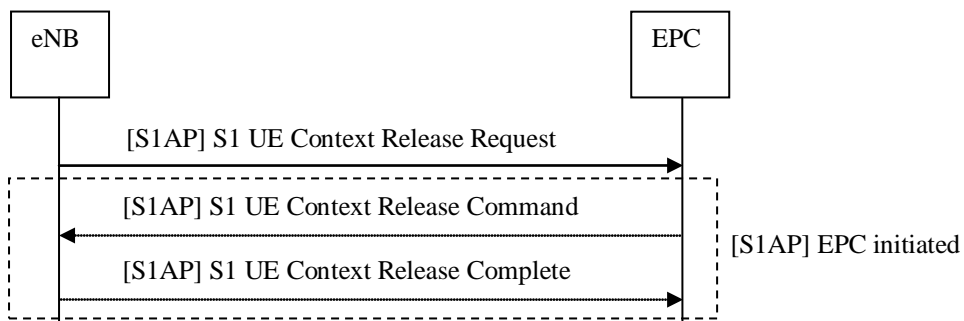 eNB
EPC
[S1AP] S1 UE Context Release Request
[S1AP] S1 UE Context Release Command
[S1AP] EPC initiated
[S1AP] S1 UE Context Release Complete